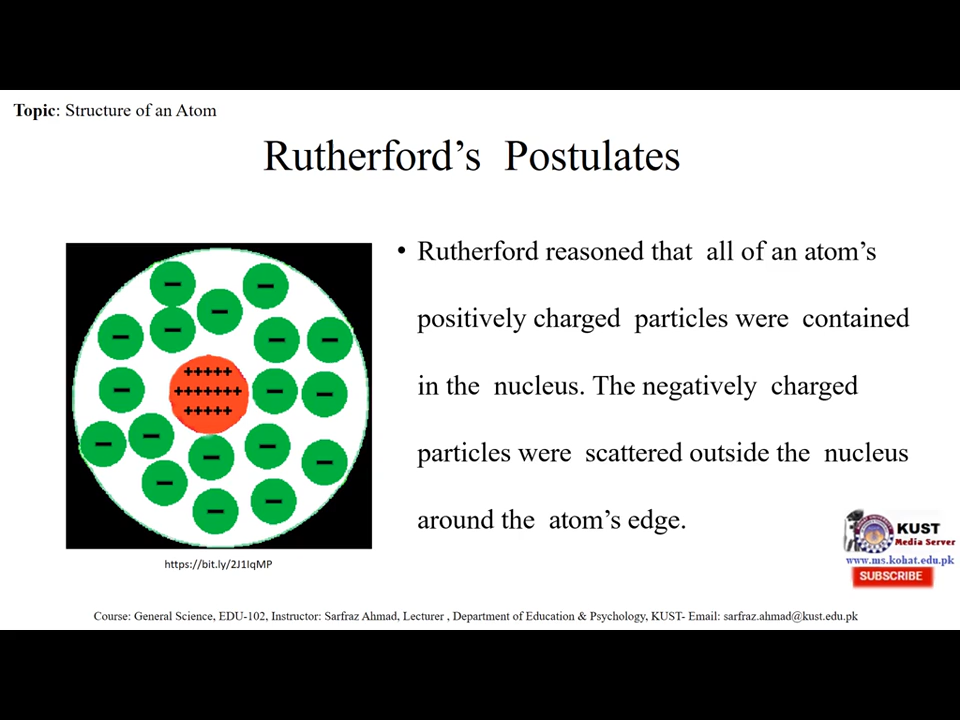 Topic: Structure of an Atom
Rutherford’s Postulates
• Rutherford reasoned that all of an atom’s
positively charged particles were contained
in the nucleus. The negatively charged
particles were scattered outside the nucleus
around the atom’s edge.
+++++
+++++++
+++++
https://bit.ly/2J1IqMP
KUST
Media Server
www.ms.kohat.edu.pk
SUBSCRIBE
Course: General Science, EDU-102, Instructor: Sarfraz Ahmad, Lecturer , Department of Education & Psychology, KUST- Email: sarfraz.ahmad@kust.edu.pk